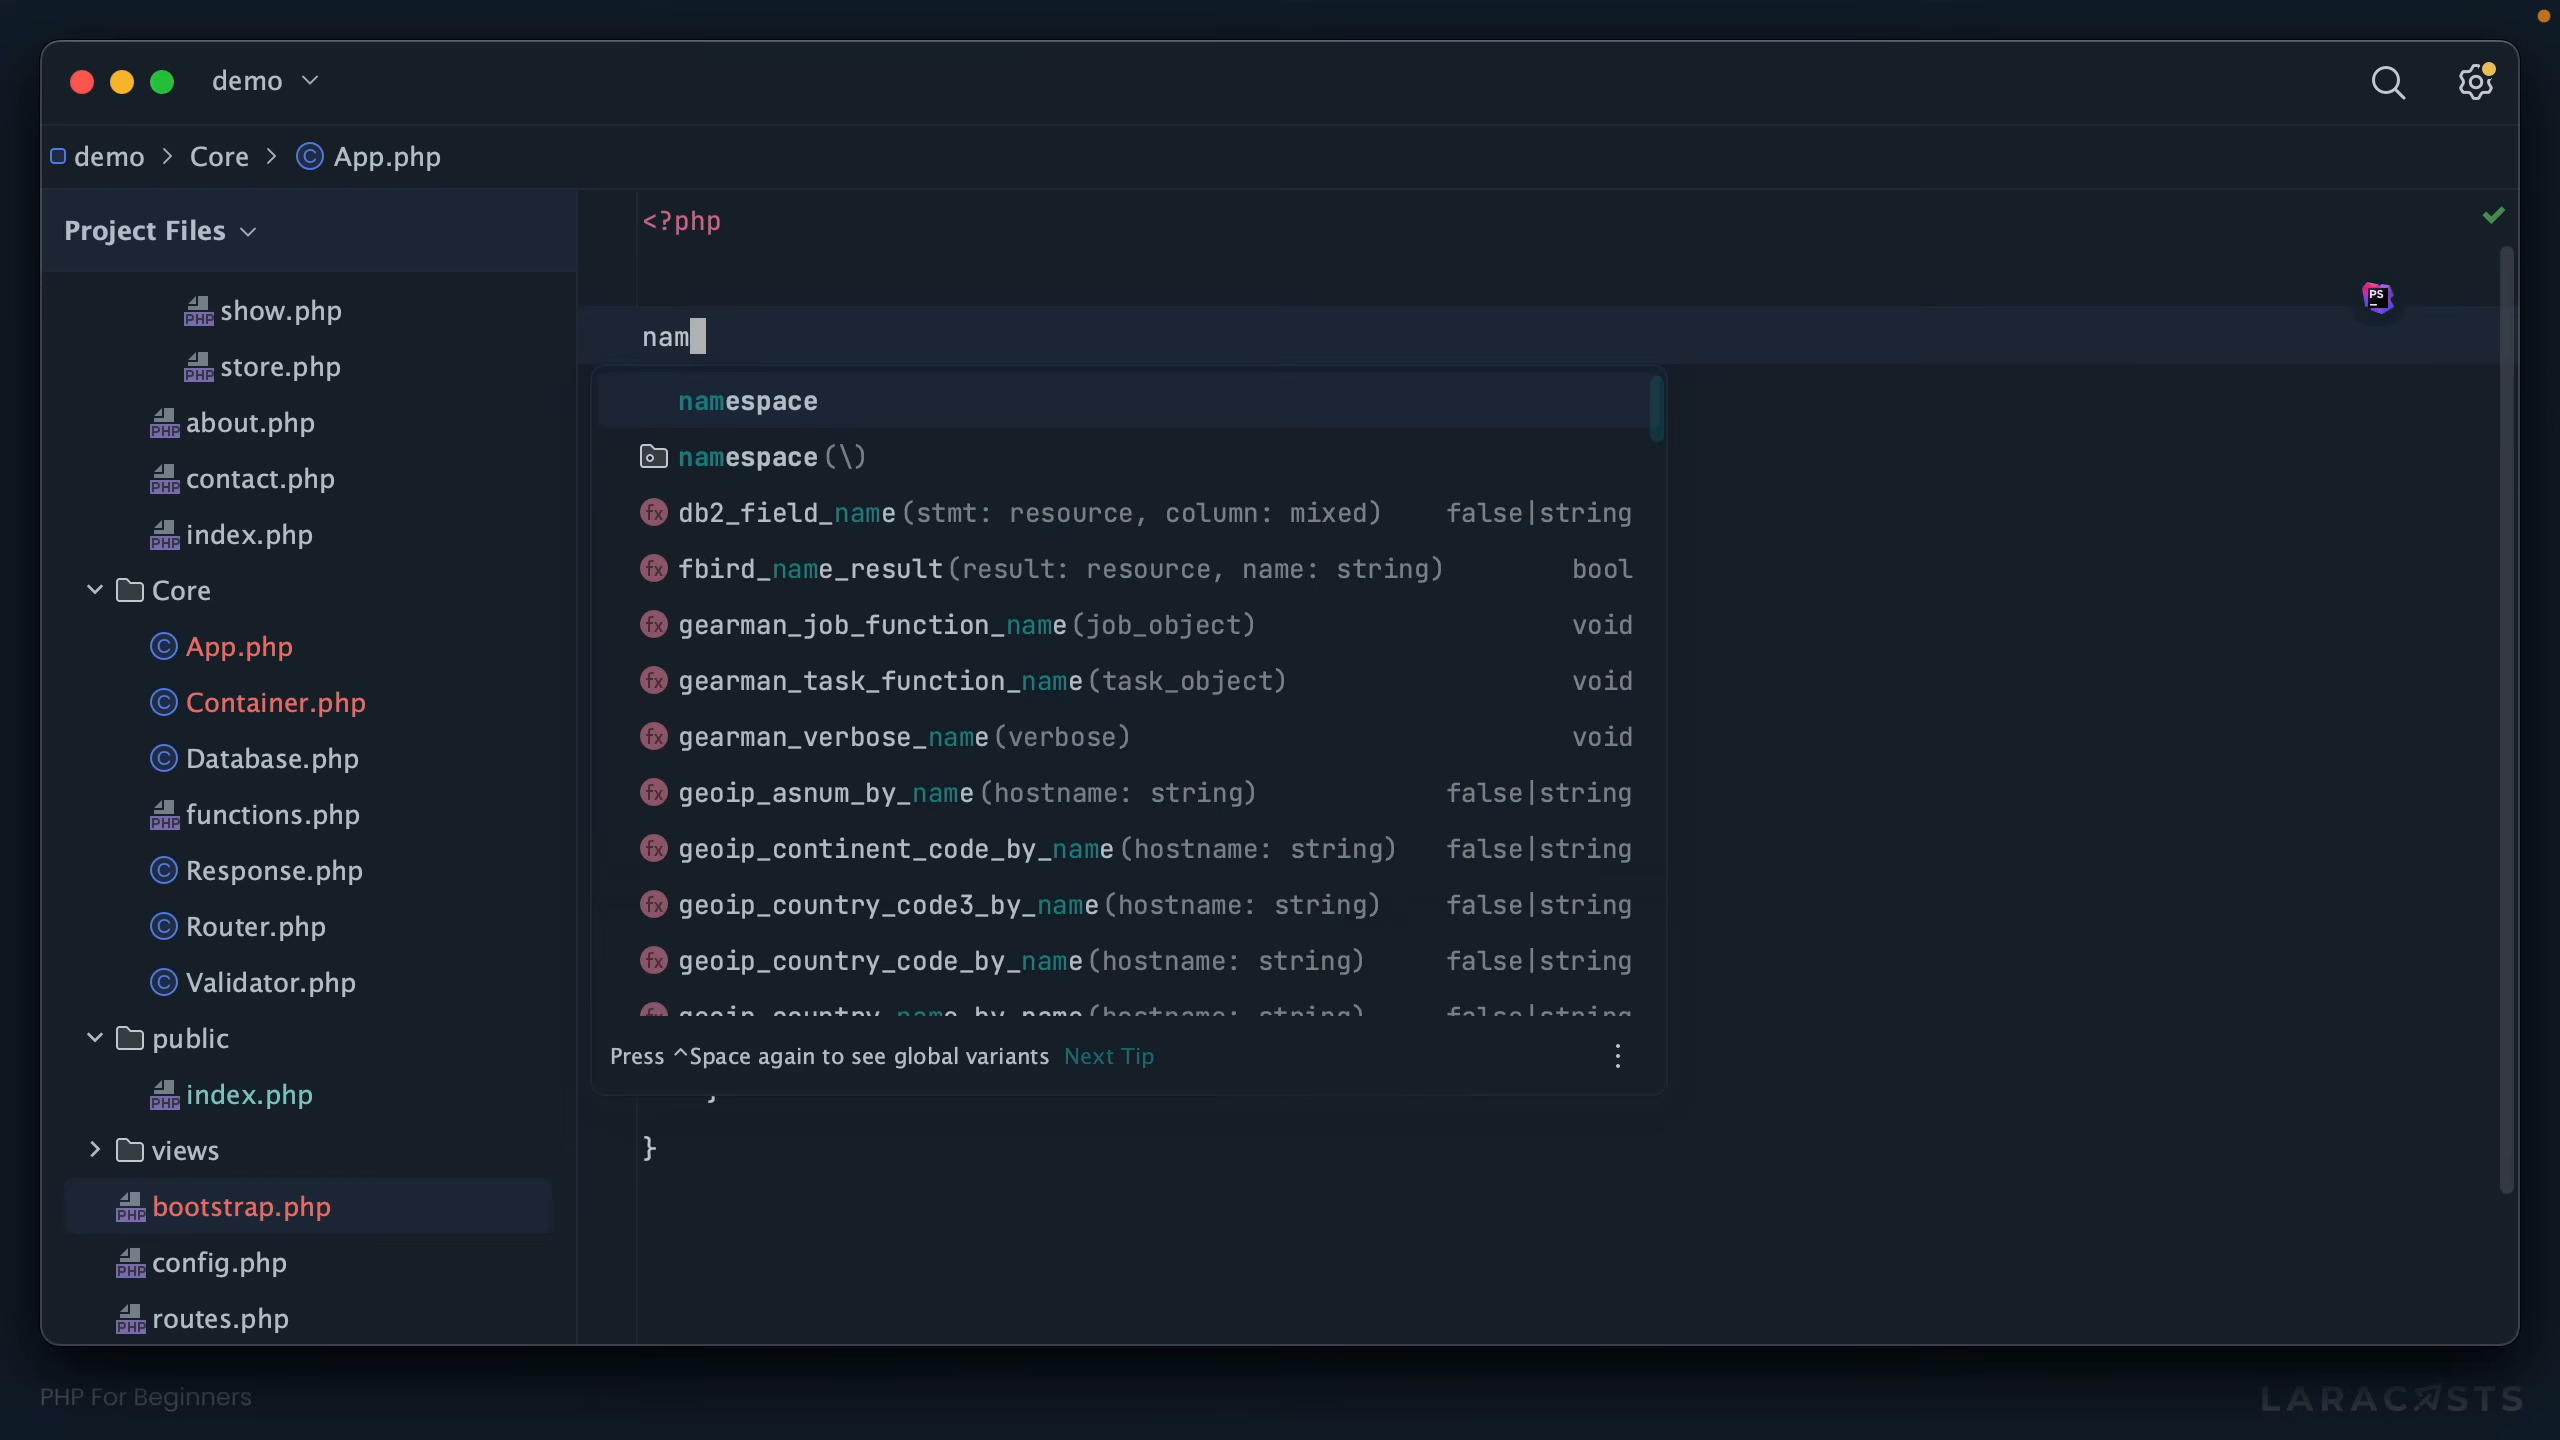 demo
demo > Core > App.php
Project Files
show.php
store.php
about.php
contact.php
index.php
Core
App.php
Container.php
Database.php
functions.php
Response.php
Router.php
Validator.php
public
index.php
views
bootstrap.php
config.php
routes.php
<?php
nam
namespace
namespace(\)
db2_field_name(stmt: resource, column: mixed) false|string
fbird_name_result(result: resource, name: string) bool
gearman_job_function_name(job_object) void
gearman_task_function_name(task_object) void
gearman_verbose_name(verbose) void
geoip_asnum_by_name(hostname: string) false|string
geoip_continent_code_by_name(hostname: string) false|string
geoip_country_code3_by_name(hostname: string) false|string
geoip_country_code_by_name(hostname: string) false|string
geoip_country_name_by_name(hostname: string) false|string
Press ^Space again to see global variants Next Tip
}
}
PHP For Beginners
LARACASTS